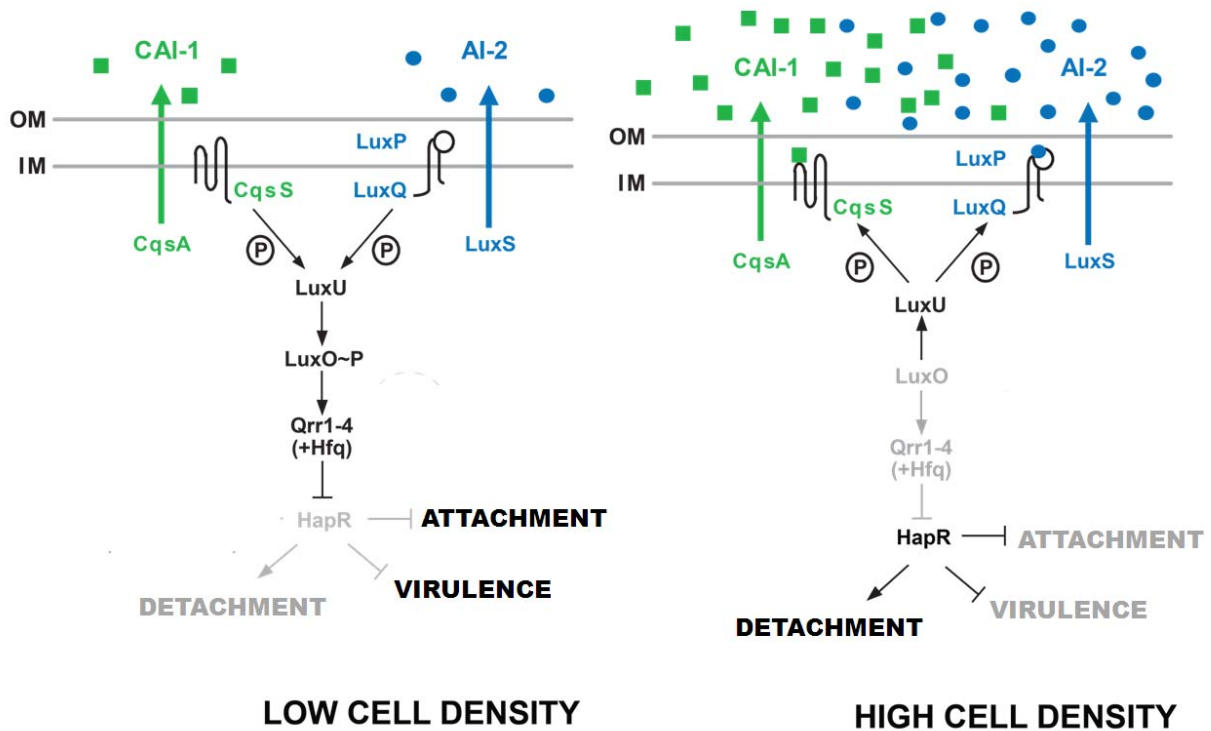 CAI-1
AI-2
OM
LuxP
IM
CqsS
LuxQ
CqsA
P
P
LuxS
LuxU
LuxO~P
Qrr1-4
(+Hfq)
HapR
ATTACHMENT
VIRULENCE
DETACHMENT
LOW CELL DENSITY
CAI-1
AI-2
OM
LuxP
IM
CqsS
LuxQ
CqsA
P
P
LuxS
LuxU
LuxO
Qrr1-4
(+Hfq)
HapR
ATTACHMENT
VIRULENCE
DETACHMENT
HIGH CELL DENSITY